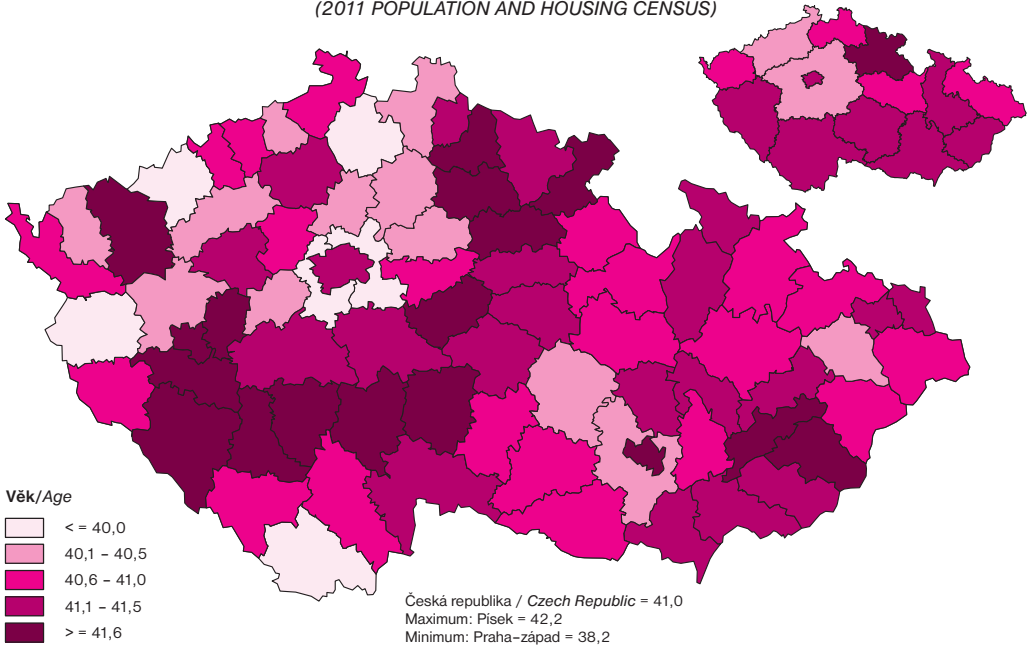 (2011 POPULATION AND HOUSING CENSUS)
Věk/Age
< = 40,0
40,1 – 40,5
40,6 – 41,0
41,1 – 41,5
> = 41,6
Česká republika / Czech Republic = 41,0
Maximum: Písek = 42,2
Minimum: Praha–západ = 38,2